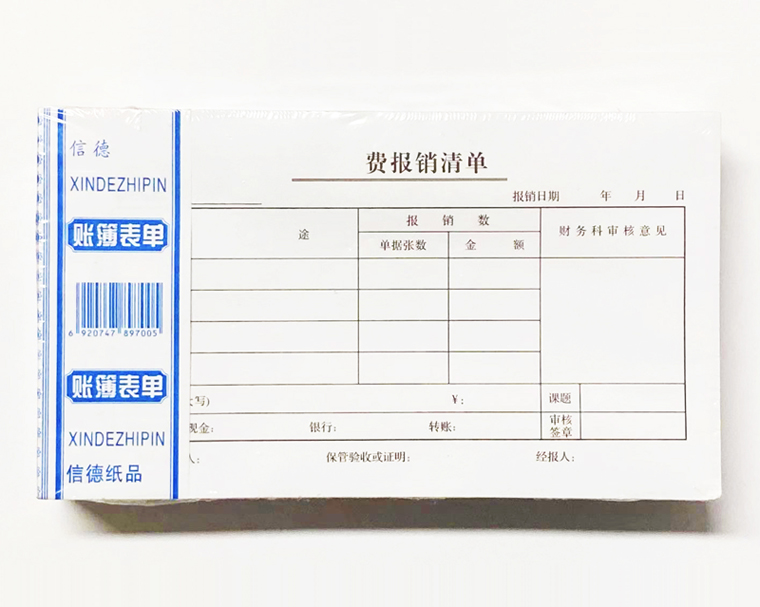 信德
XINDEZHIPIN
账簿表单
6 920747 897005
账簿表单
XINDEZHIPIN
信德纸品
费报销清单
报销日期 年 月 日
途 报销数 财务科审核意见
单据张数 金额
写) ¥: 课题
现金: 银行: 转账: 审核签章
人: 保管验收或证明: 经报人: